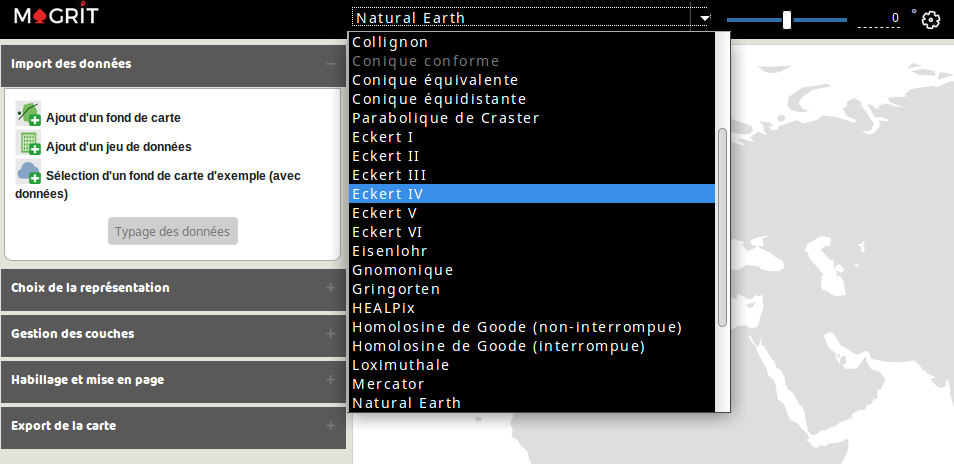 MAGRIT
Natural Earth
0
°
Import des données
Ajout d'un fond de carte
Ajout d'un jeu de données
Sélection d'un fond de carte d'exemple (avec
données)
Typage des données
Choix de la représentation
Gestion des couches
Habillage et mise en page
Export de la carte
Collignon
Conique conforme
Conique équivalente
Conique équidistante
Parabolique de Craster
Eckert I
Eckert II
Eckert III
Eckert IV
Eckert V
Eckert VI
Eisenlohr
Gnomonique
Gringorten
HEALPix
Homolosine de Goode (non-interrompue)
Homolosine de Goode (interrompue)
Loximuthale
Mercator
Natural Earth